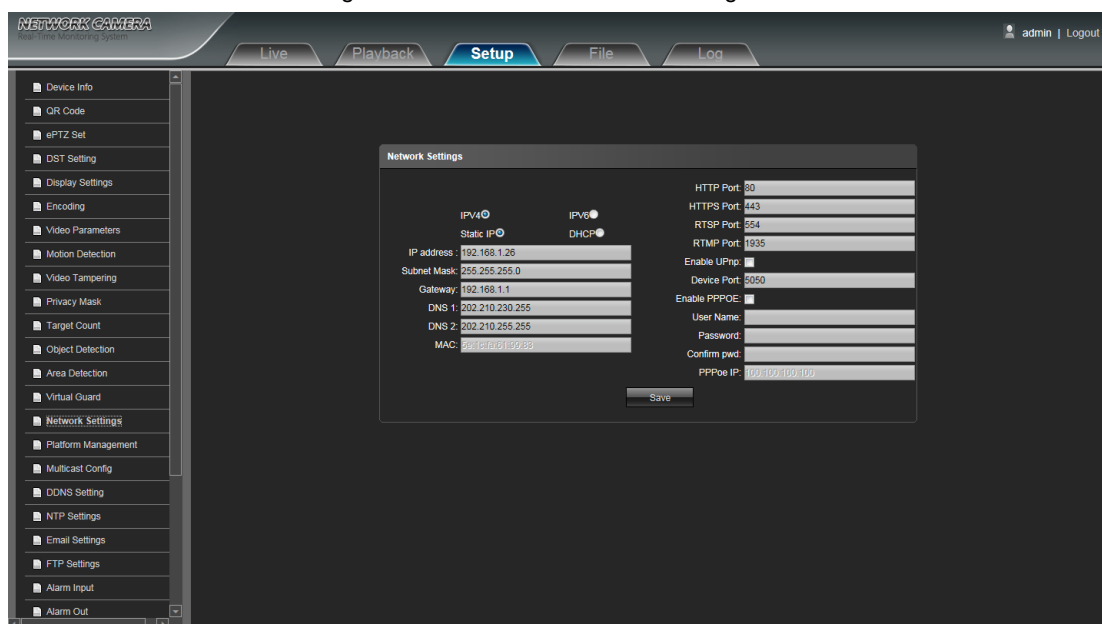 NETWORK CAMERA
Real-Time Monitoring System
admin | Logout
Live
Playback
Setup
File
Log
Device Info
QR Code
ePTZ Set
DST Setting
Display Settings
Encoding
Video Parameters
Motion Detection
Video Tampering
Privacy Mask
Target Count
Object Detection
Area Detection
Virtual Guard
Network Settings
Platform Management
Multicast Config
DDNS Setting
NTP Settings
Email Settings
FTP Settings
Alarm Input
Alarm Out
Network Settings
IPV4 IPV6
Static IP DHCP
IP address : 192.168.1.26
Subnet Mask: 255.255.255.0
Gateway: 192.168.1.1
DNS 1: 202.210.230.255
DNS 2: 202.210.255.255
MAC:
HTTP Port: 80
HTTPS Port: 443
RTSP Port: 554
RTMP Port: 1935
Enable UPnp:
Device Port: 5050
Enable PPPOE:
User Name:
Password:
Confirm pwd:
PPPoe IP: 100.100.100.100
Save